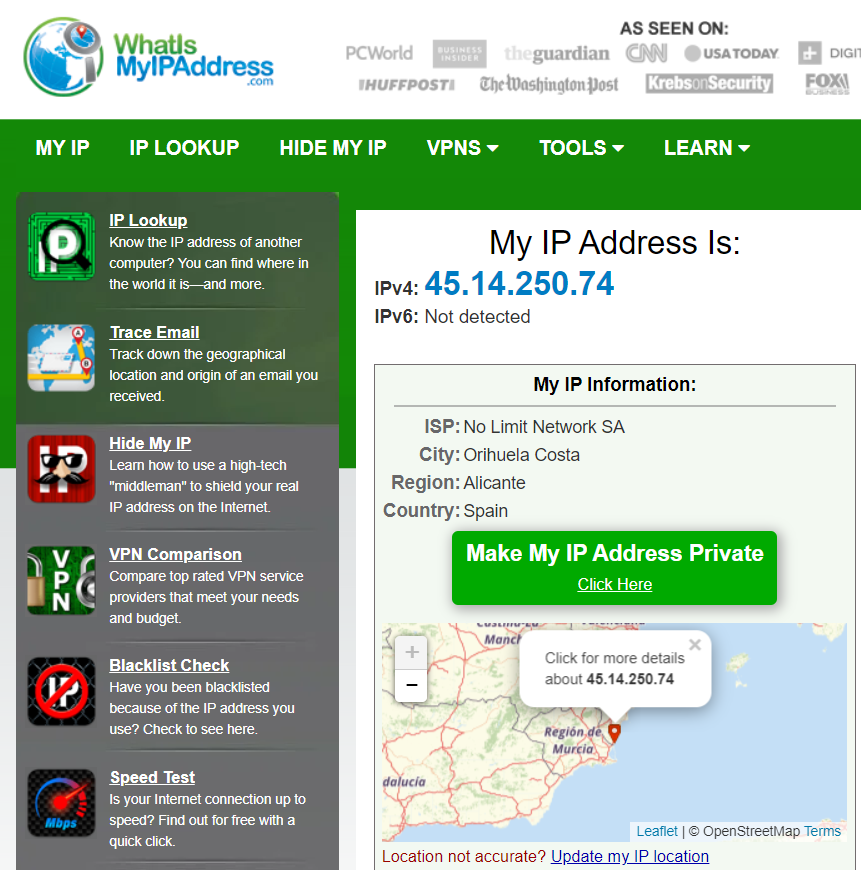 WhatIs
MyIPAddress
.com
AS SEEN ON:
PCWorld
BUSINESS
INSIDER
theguardian
CNN
USA TODAY
DIGIT
HUFFPOST
The Washington Post
KrebsonSecurity
FOX
BUSINESS
MY IP
IP LOOKUP
HIDE MY IP
VPNS
TOOLS
LEARN
IP
IP Lookup
Know the IP address of another
computer? You can find where in
the world it is—and more.
A
B
Trace Email
Track down the geographical
location and origin of an email you
received.
IP
Hide My IP
Learn how to use a high-tech
"middleman" to shield your real
IP address on the Internet.
V
P
N
VPN Comparison
Compare top rated VPN service
providers that meet your needs
and budget.
IP
Blacklist Check
Have you been blacklisted
because of the IP address you
use? Check to see here.
Mbps
Speed Test
Is your Internet connection up to
speed? Find out for free with a
quick click.
My IP Address Is:
IPv4: 45.14.250.74
IPv6: Not detected
My IP Information:
ISP: No Limit Network SA
City: Orihuela Costa
Region: Alicante
Country: Spain
Make My IP Address Private
Click Here
+
−
Click for more details
about 45.14.250.74
×
Región de
Murcia
dalucía
Leaflet | © OpenStreetMap Terms
Location not accurate? Update my IP location